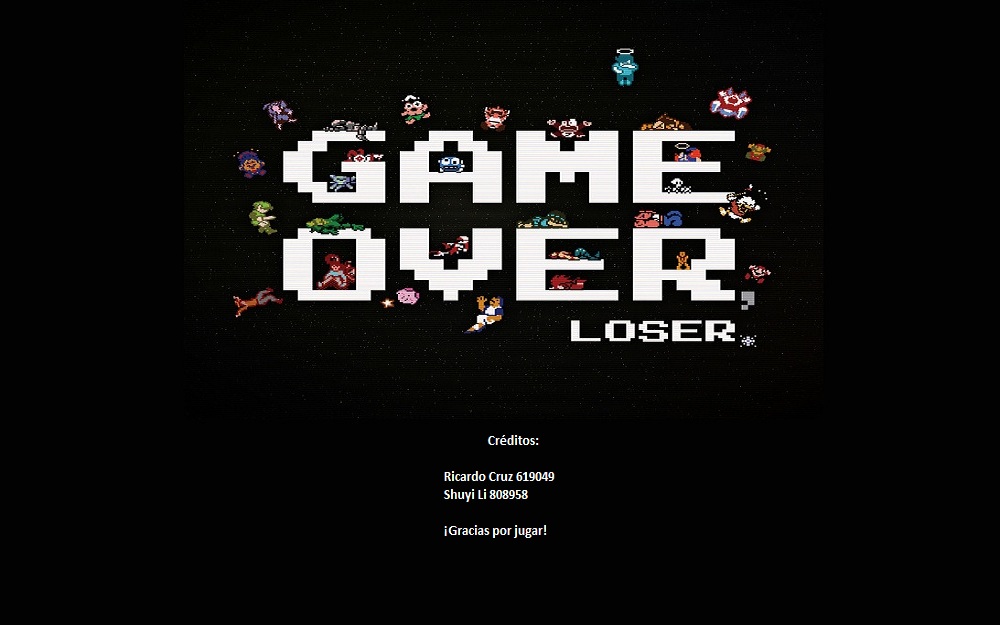 GAME
OVER,
LOSER.
Créditos:
Ricardo Cruz 619049
Shuyi Li 808958
¡Gracias por jugar!